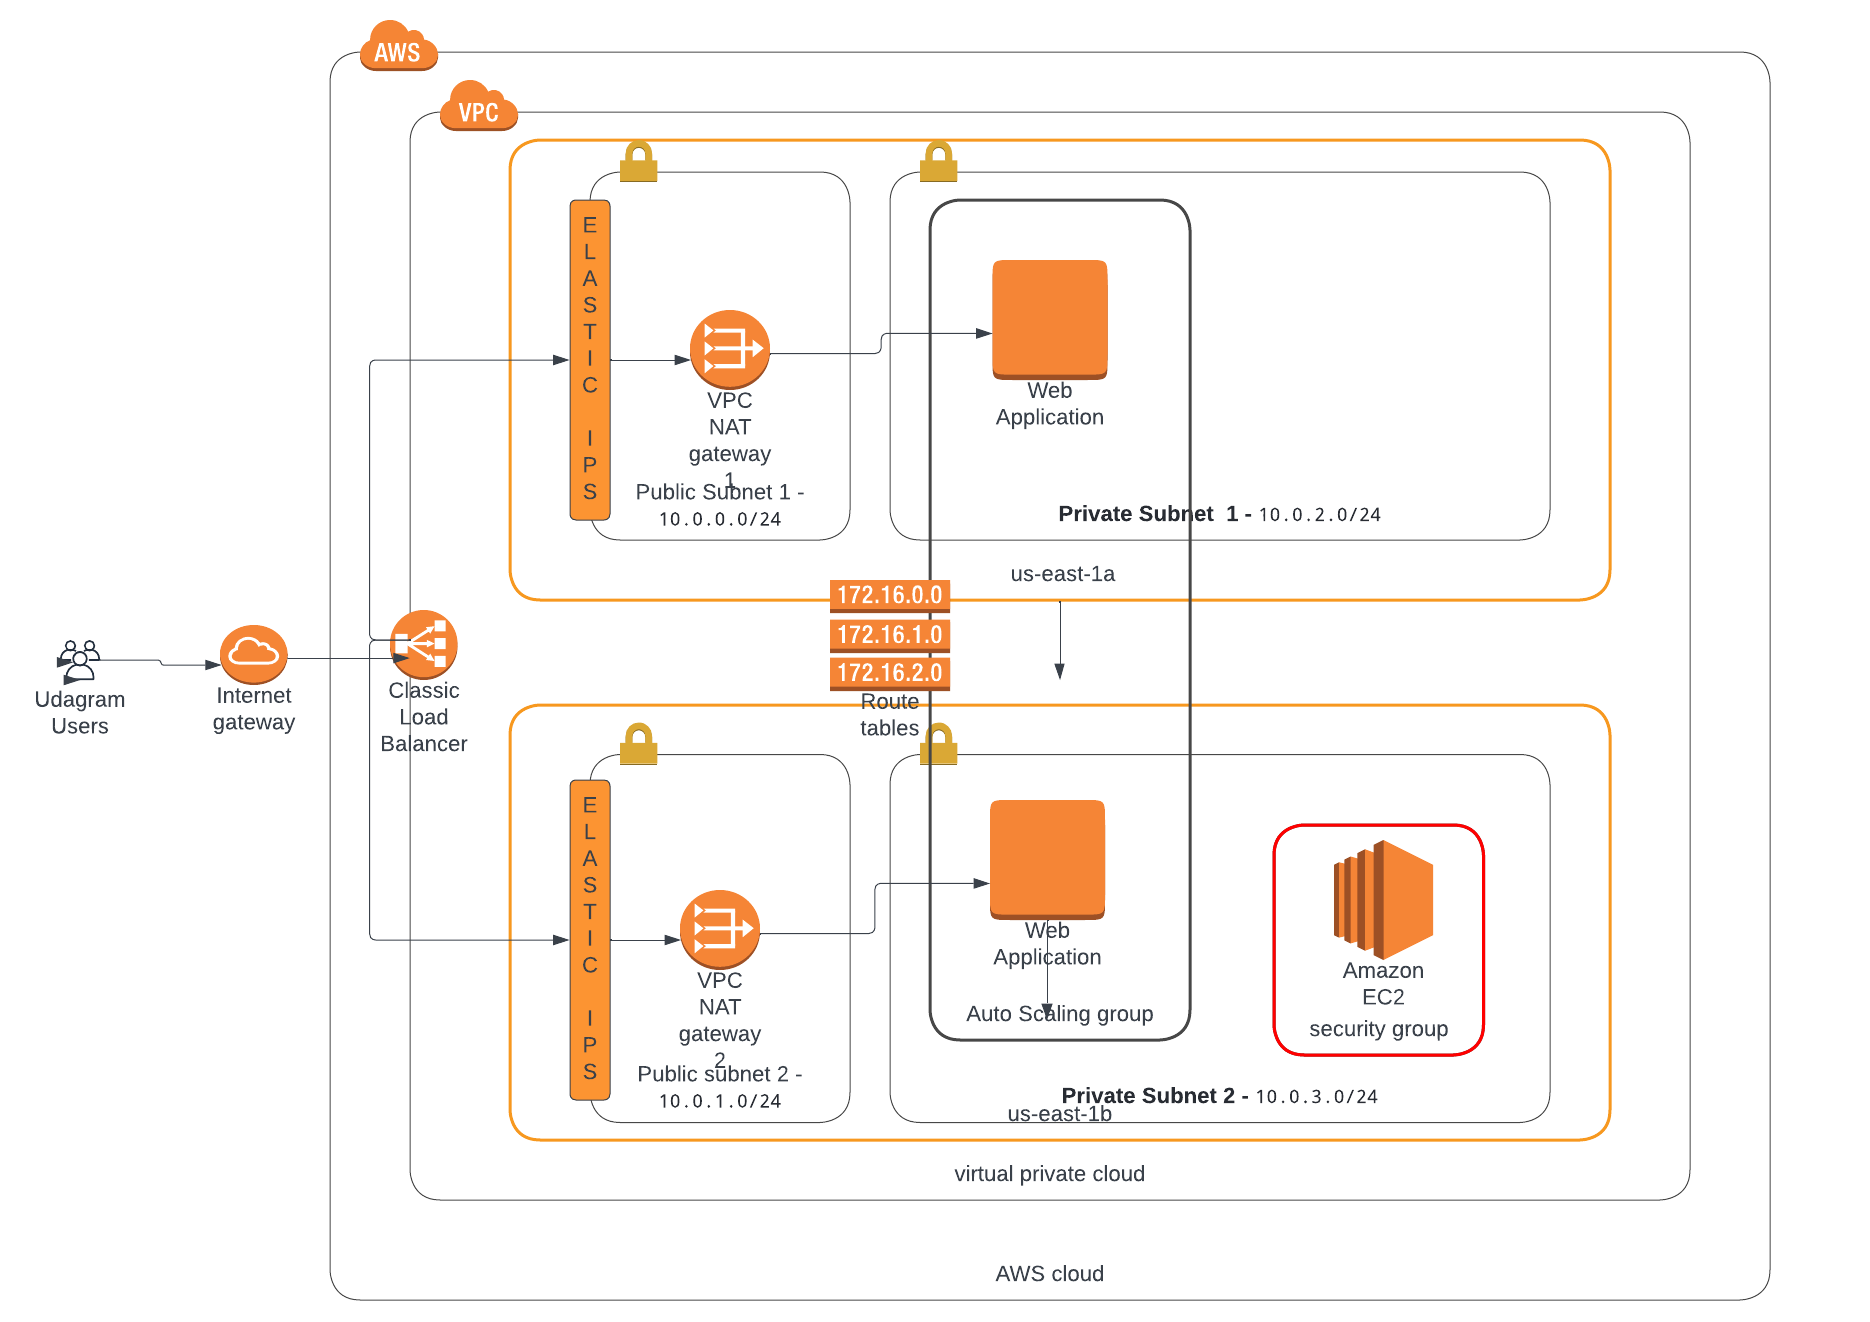 AWS
VPC
E
L
A
S
T
I
C
I
P
S
VPC
NAT
gateway
1
Public Subnet 1 -
10.0.0.0/24
Web
Application
Private Subnet 1 - 10.0.2.0/24
us-east-1a
172.16.0.0
172.16.1.0
172.16.2.0
Route
tables
Udagram
Users
Internet
gateway
Classic
Load
Balancer
E
L
A
S
T
I
C
I
P
S
VPC
NAT
gateway
2
Public subnet 2 -
10.0.1.0/24
Web
Application
Auto Scaling group
Amazon
EC2
security group
Private Subnet 2 - 10.0.3.0/24
us-east-1b
virtual private cloud
AWS cloud